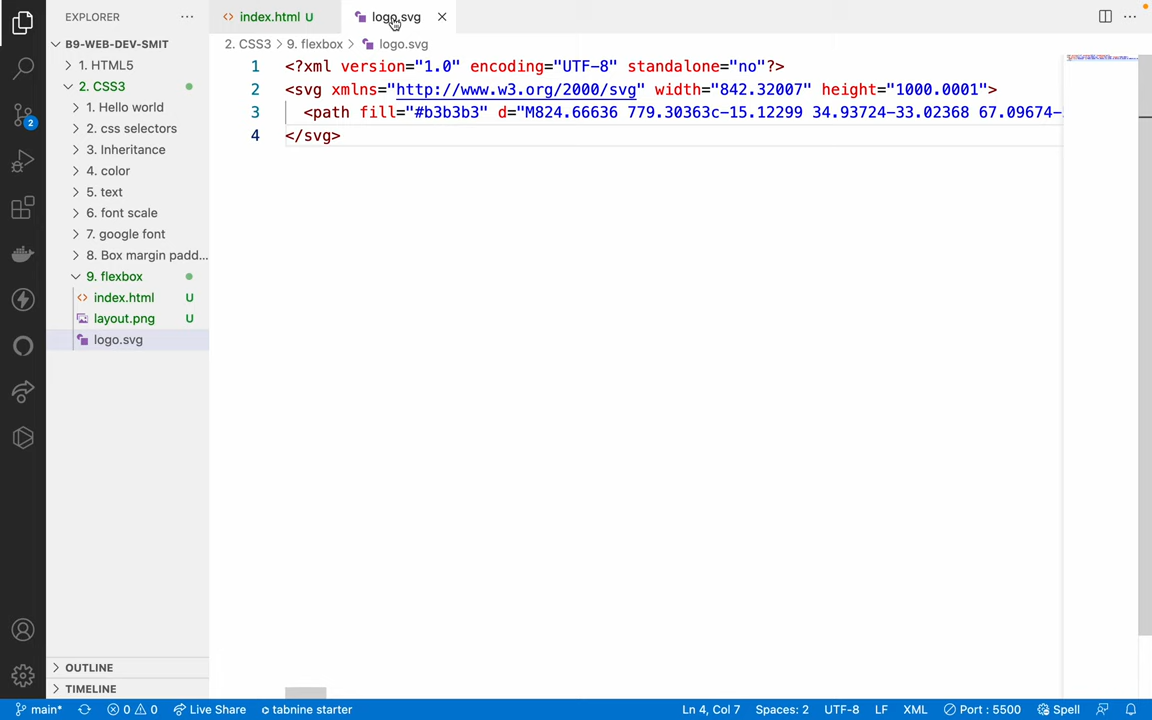 EXPLORER
B9-WEB-DEV-SMIT
1. HTML5
2. CSS3
1. Hello world
2. css selectors
3. Inheritance
4. color
5. text
6. font scale
7. google font
8. Box margin padd...
9. flexbox
index.html U
layout.png U
logo.svg
OUTLINE
TIMELINE
2
index.html U
logo.svg
2. CSS3 > 9. flexbox > logo.svg
1 <?xml version="1.0" encoding="UTF-8" standalone="no"?>
2 <svg xmlns="http://www.w3.org/2000/svg" width="842.32007" height="1000.0001">
3 <path fill="#b3b3b3" d="M824.66636 779.30363c-15.12299 34.93724-33.02368 67.09674-
4 </svg>
main* 0 0 Live Share tabnine starter Ln 4, Col 7 Spaces: 2 UTF-8 LF XML Port : 5500 Spell